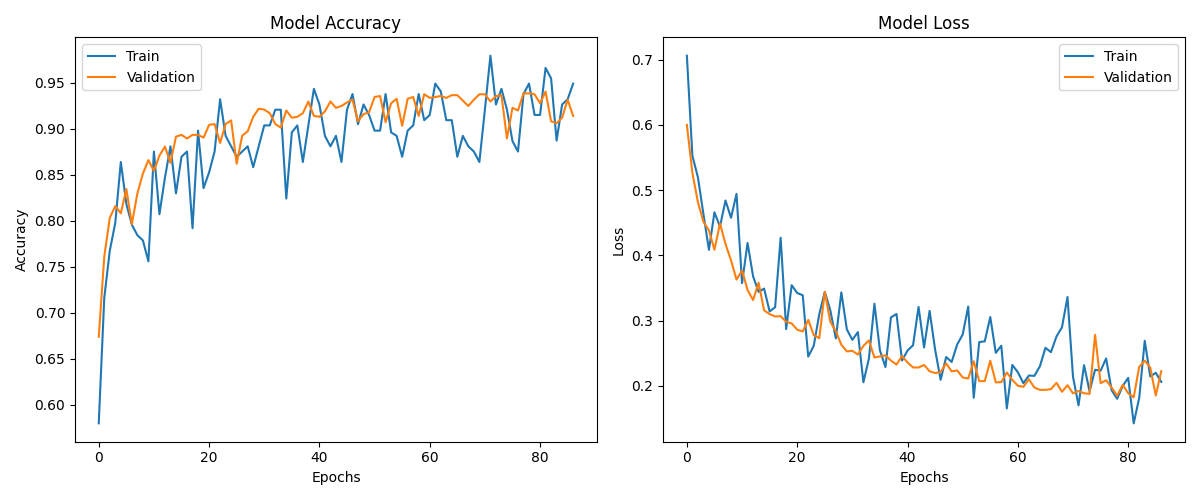 Model Accuracy
Train
Validation
0.95
0.90
0.85
0.80
0.75
0.70
0.65
0.60
Accuracy
0 20 40 60 80
Epochs
Model Loss
Train
Validation
0.7
0.6
0.5
0.4
0.3
0.2
Loss
0 20 40 60 80
Epochs